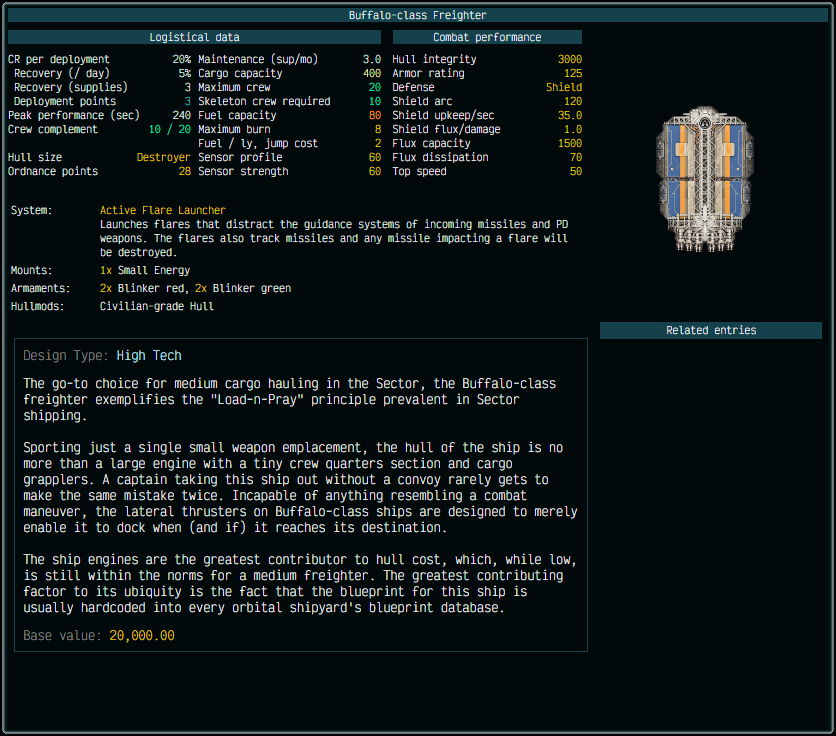 Buffalo-class Freighter
Logistical data
CR per deployment 20% Maintenance (sup/mo) 3.0
Recovery (/ day) 5% Cargo capacity 400
Recovery (supplies) 3 Maximum crew 20
Deployment points 3 Skeleton crew required 10
Peak performance (sec) 240 Fuel capacity 80
Crew complement 10 / 20 Maximum burn 8
Fuel / ly, jump cost 2
Hull size Destroyer Sensor profile 60
Ordnance points 28 Sensor strength 60
Combat performance
Hull integrity 3000
Armor rating 125
Defense Shield
Shield arc 120
Shield upkeep/sec 35.0
Shield flux/damage 1.0
Flux capacity 1500
Flux dissipation 70
Top speed 50
System: Active Flare Launcher
Launches flares that distract the guidance systems of incoming missiles and PD
weapons. The flares also track missiles and any missile impacting a flare will
be destroyed.
Mounts: 1x Small Energy
Armaments: 2x Blinker red, 2x Blinker green
Hullmods: Civilian-grade Hull
Related entries
Design Type: High Tech
The go-to choice for medium cargo hauling in the Sector, the Buffalo-class
freighter exemplifies the "Load-n-Pray" principle prevalent in Sector
shipping.
Sporting just a single small weapon emplacement, the hull of the ship is no
more than a large engine with a tiny crew quarters section and cargo
grapplers. A captain taking this ship out without a convoy rarely gets to
make the same mistake twice. Incapable of anything resembling a combat
maneuver, the lateral thrusters on Buffalo-class ships are designed to merely
enable it to dock when (and if) it reaches its destination.
The ship engines are the greatest contributor to hull cost, which, while low,
is still within the norms for a medium freighter. The greatest contributing
factor to its ubiquity is the fact that the blueprint for this ship is
usually hardcoded into every orbital shipyard's blueprint database.
Base value: 20,000.00